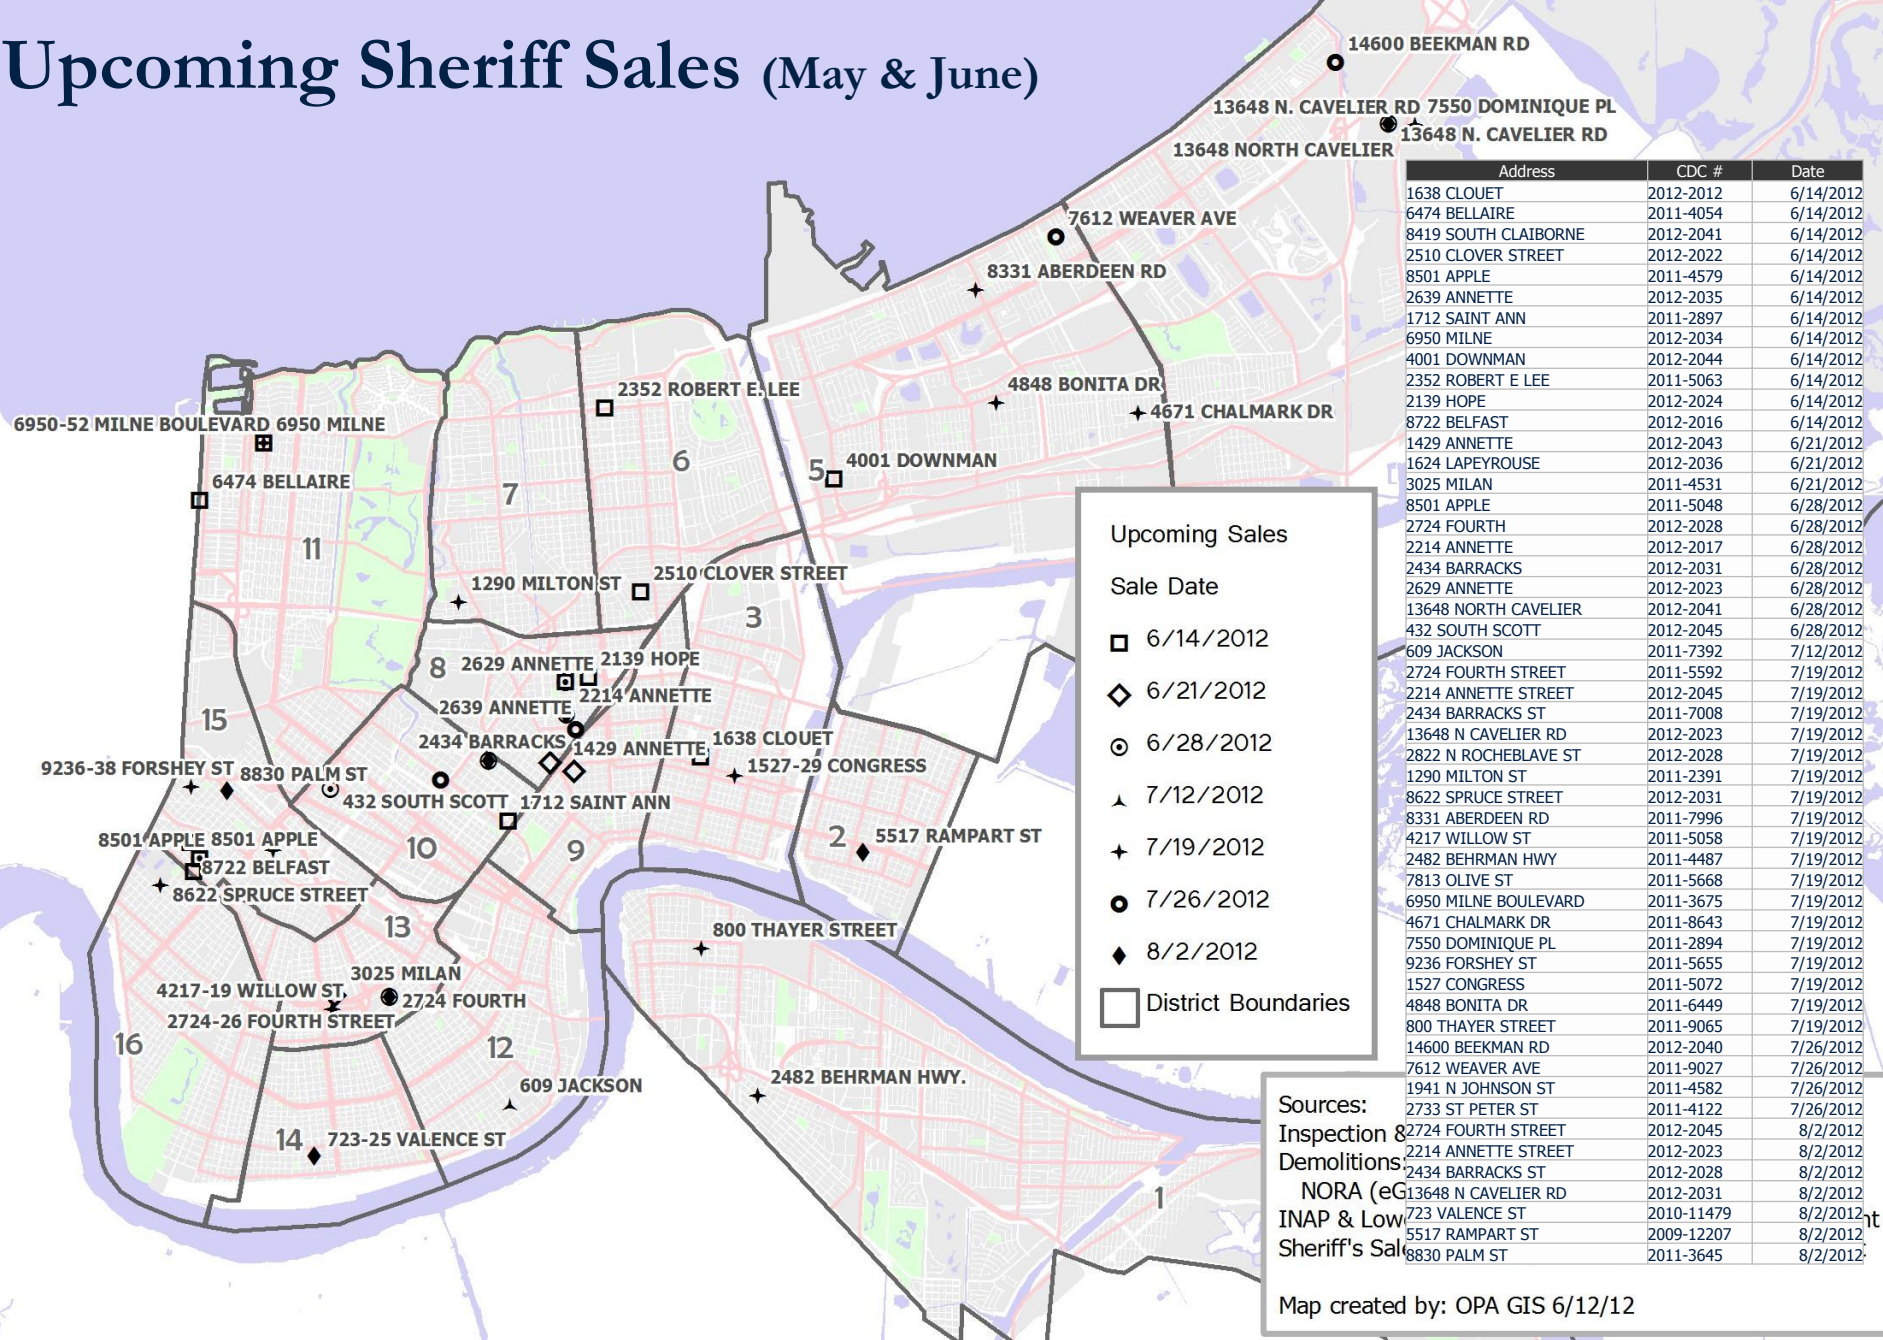 Upcoming Sheriff Sales (May & June)
14600 BEEKMAN RD
13648 N. CAVELIER RD 7550 DOMINIQUE PL
13648 N. CAVELIER RD
13648 NORTH CAVELIER
7612 WEAVER AVE
8331 ABERDEEN RD
2352 ROBERT E. LEE
4848 BONITA DR
4671 CHALMARK DR
6950-52 MILNE BOULEVARD 6950 MILNE
6 5 4001 DOWNMAN
6474 BELLAIRE
7
11
1290 MILTON ST 2510 CLOVER STREET
3
8 2629 ANNETTE 2139 HOPE
2214 ANNETTE
2639 ANNETTE
15
2434 BARRACKS 1429 ANNETTE 1638 CLOUET
9236-38 FORSHEY ST 8830 PALM ST 1527-29 CONGRESS
432 SOUTH SCOTT 1712 SAINT ANN
8501 APPLE 8501 APPLE 10 9 2 5517 RAMPART ST
8722 BELFAST
8622 SPRUCE STREET
13 800 THAYER STREET
3025 MILAN
4217-19 WILLOW ST 2724 FOURTH
2724-26 FOURTH STREET
16 12
609 JACKSON 2482 BEHRMAN HWY.
14 723-25 VALENCE ST
1
Upcoming Sales
Sale Date
6/14/2012
6/21/2012
6/28/2012
7/12/2012
7/19/2012
7/26/2012
8/2/2012
District Boundaries
Address CDC # Date
1638 CLOUET 2012-2012 6/14/2012
6474 BELLAIRE 2011-4054 6/14/2012
8419 SOUTH CLAIBORNE 2012-2041 6/14/2012
2510 CLOVER STREET 2012-2022 6/14/2012
8501 APPLE 2011-4579 6/14/2012
2639 ANNETTE 2012-2035 6/14/2012
1712 SAINT ANN 2011-2897 6/14/2012
6950 MILNE 2012-2034 6/14/2012
4001 DOWNMAN 2012-2044 6/14/2012
2352 ROBERT E LEE 2011-5063 6/14/2012
2139 HOPE 2012-2024 6/14/2012
8722 BELFAST 2012-2016 6/14/2012
1429 ANNETTE 2012-2043 6/21/2012
1624 LAPEYROUSE 2012-2036 6/21/2012
3025 MILAN 2011-4531 6/21/2012
8501 APPLE 2011-5048 6/28/2012
2724 FOURTH 2012-2028 6/28/2012
2214 ANNETTE 2012-2017 6/28/2012
2434 BARRACKS 2012-2031 6/28/2012
2629 ANNETTE 2012-2023 6/28/2012
13648 NORTH CAVELIER 2012-2041 6/28/2012
432 SOUTH SCOTT 2012-2045 6/28/2012
609 JACKSON 2011-7392 7/12/2012
2724 FOURTH STREET 2011-5592 7/19/2012
2214 ANNETTE STREET 2012-2045 7/19/2012
2434 BARRACKS ST 2011-7008 7/19/2012
13648 N CAVELIER RD 2012-2023 7/19/2012
2822 N ROCHEBLAVE ST 2012-2028 7/19/2012
1290 MILTON ST 2011-2391 7/19/2012
8622 SPRUCE STREET 2012-2031 7/19/2012
8331 ABERDEEN RD 2011-7996 7/19/2012
4217 WILLOW ST 2011-5058 7/19/2012
2482 BEHRMAN HWY 2011-4487 7/19/2012
7813 OLIVE ST 2011-5668 7/19/2012
6950 MILNE BOULEVARD 2011-3675 7/19/2012
4671 CHALMARK DR 2011-8643 7/19/2012
7550 DOMINIQUE PL 2011-2894 7/19/2012
9236 FORSHEY ST 2011-5655 7/19/2012
1527 CONGRESS 2011-5072 7/19/2012
4848 BONITA DR 2011-6449 7/19/2012
800 THAYER STREET 2011-9065 7/19/2012
14600 BEEKMAN RD 2012-2040 7/26/2012
7612 WEAVER AVE 2011-9027 7/26/2012
1941 N JOHNSON ST 2011-4582 7/26/2012
2733 ST PETER ST 2011-4122 7/26/2012
2724 FOURTH STREET 2012-2045 8/2/2012
2214 ANNETTE STREET 2012-2023 8/2/2012
2434 BARRACKS ST 2012-2028 8/2/2012
13648 N CAVELIER RD 2012-2031 8/2/2012
723 VALENCE ST 2010-11479 8/2/2012
5517 RAMPART ST 2009-12207 8/2/2012
8830 PALM ST 2011-3645 8/2/2012
Sources:
Inspection &
Demolitions:
NORA (eG
INAP & Low
Sheriff's Sal
Map created by: OPA GIS 6/12/12